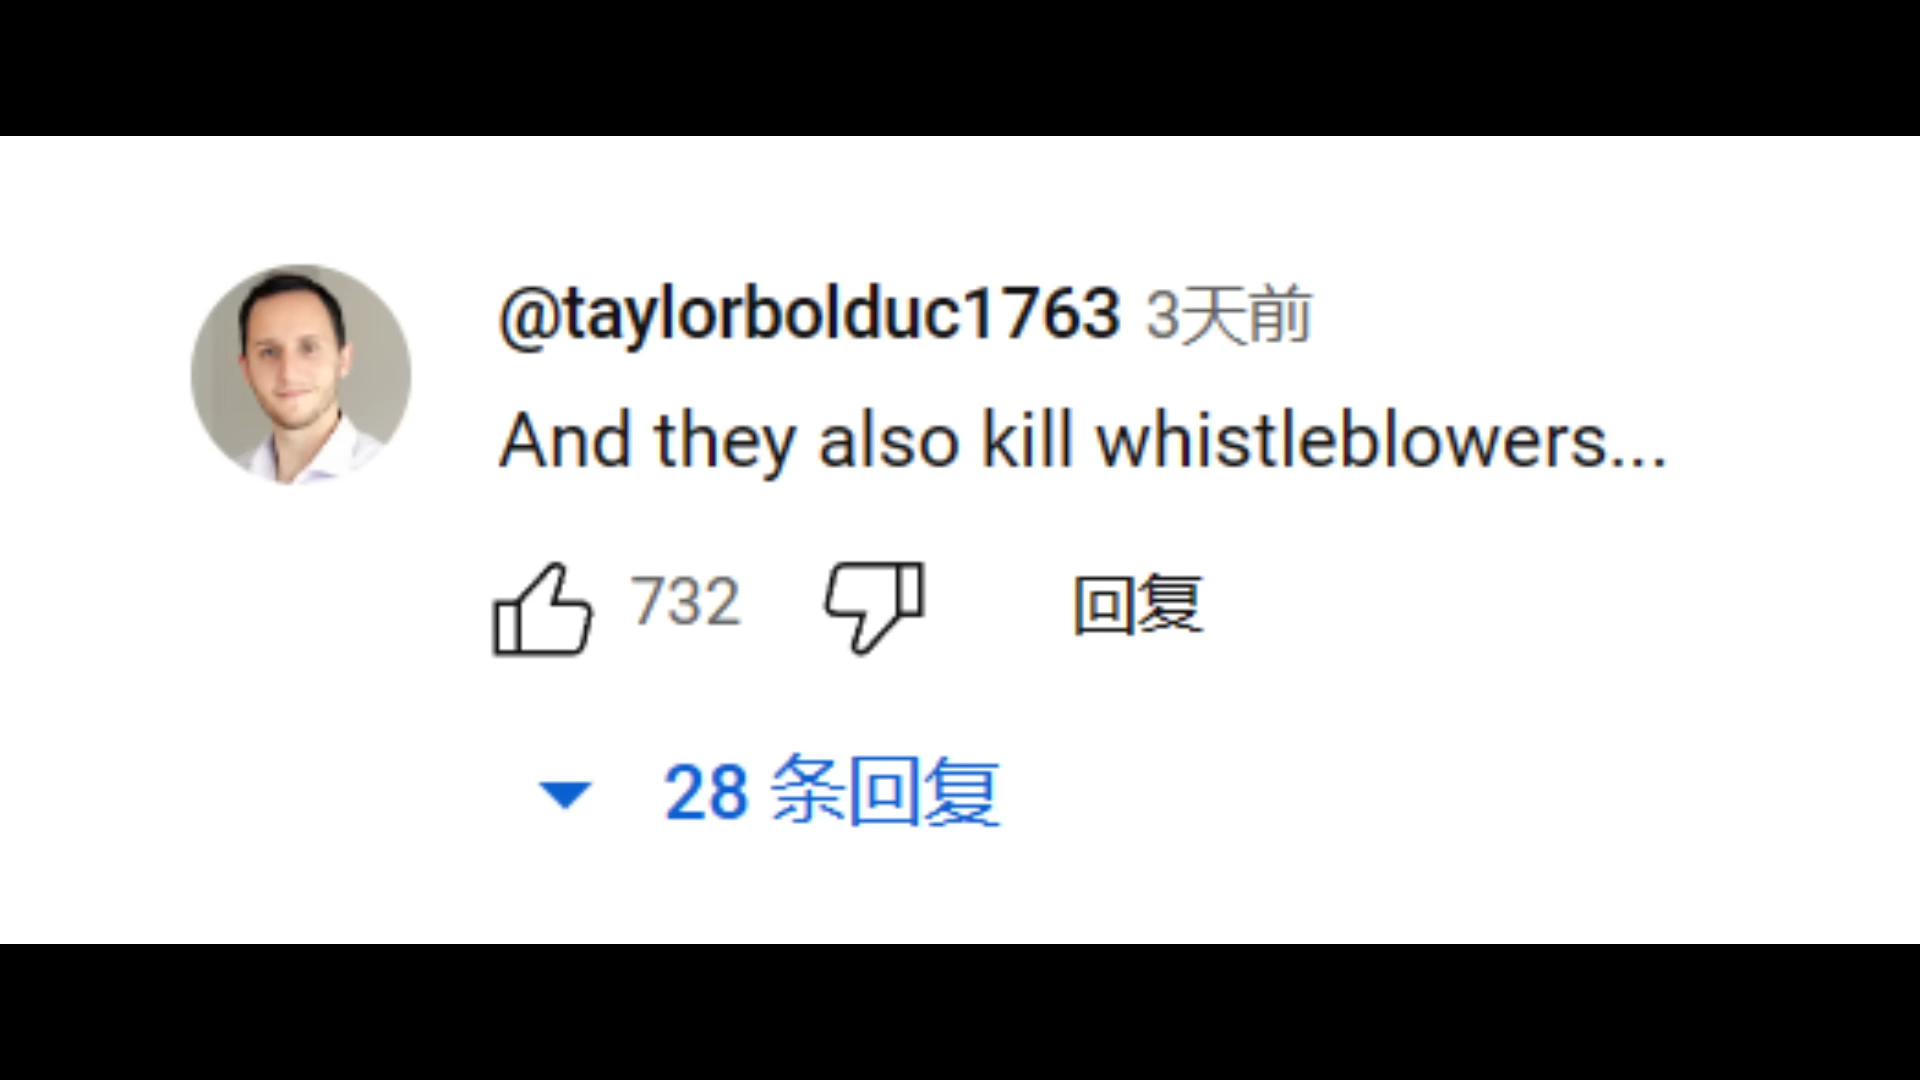 @taylorbolduc1763 3天前
And they also kill whistleblowers...
732 回复
28 条回复